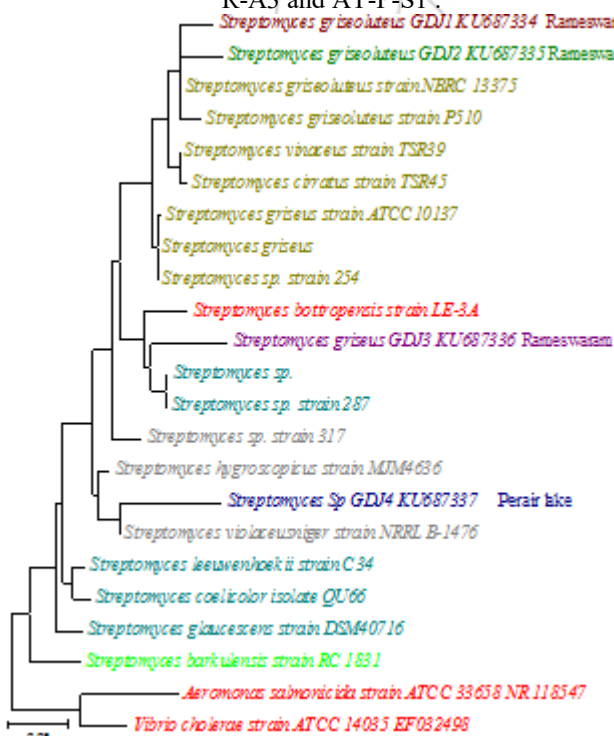 R-A5 and AT-P-S1 .
Streptomyces griseoluteus GDJ1 KU687334 Rameswar
Streptomyces griseoluteus GDJ2 KU687335 Rameswa
Streptomyces griseoluteus strain NBRC 13375
Streptomyces griseoluteus strain P510
Streptomyces vinaceus strain TSR39
Streptomyces cirratus strain TSR45
Streptomyces griseus strain ATCC 10137
Streptomyces griseus
Streptomyces sp. strain 254
Streptomyces bottropensis strain LE-3A
Streptomyces griseus GDJ3 KU687336 Rameswaram
Streptomyces sp.
Streptomyces sp. strain 287
Streptomyces sp. strain 317
Streptomyces hygroscopicus strain MJM4636
Streptomyces Sp GDJ4 KU687337 Perair lake
Streptomyces violaceusniger strain NRRL B-1476
Streptomyces leeuwenhoekii strain C34
Streptomyces coelicolor isolate QU66
Streptomyces glaucescens strain DSM40716
Streptomyces barkulensis strain RC 1831
Aeromonas salmonicida strain ATCC 33658 NR 118547
Vibrio cholerae strain ATCC 14035 EF032498